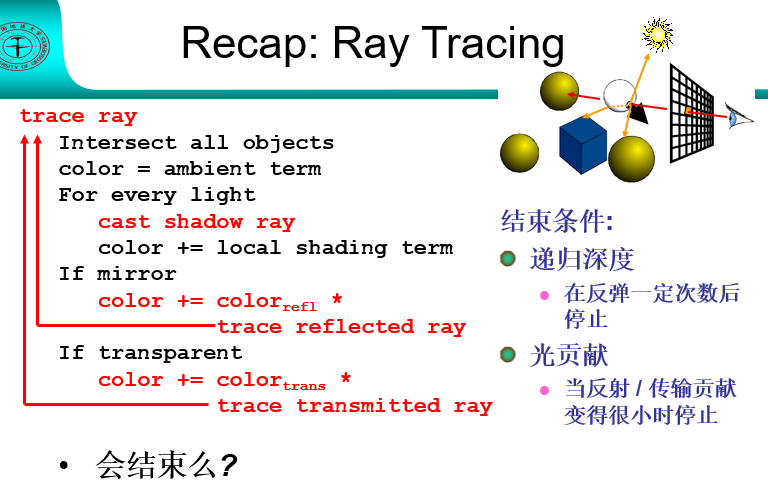 Recap: Ray Tracing
trace ray
Intersect all objects
color = ambient term
For every light
cast shadow ray
color += local shading term
If mirror
color += colorrefl *
trace reflected ray
If transparent
color += colortrans *
trace transmitted ray
• 会结束么?
结束条件:
递归深度
在反弹一定次数后
停止
光贡献
当反射 / 传输贡献
变得很小时停止